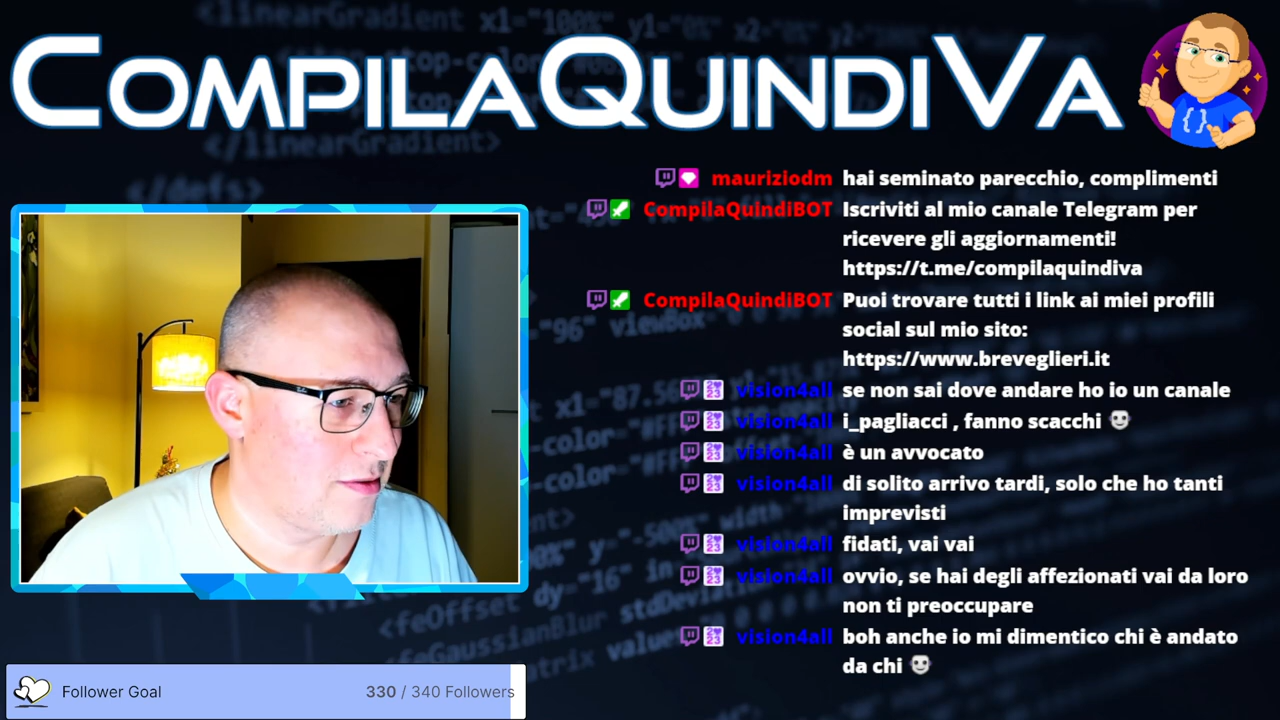 COMPILAQUINDIVA
mauriziodm hai seminato parecchio, complimenti
CompilaQuindiBOT Iscriviti al mio canale Telegram per
ricevere gli aggiornamenti!
https://t.me/compilaquindiva
CompilaQuindiBOT Puoi trovare tutti i link ai miei profili
social sul mio sito:
https://www.breveglieri.it
vision4all se non sai dove andare ho io un canale
vision4all i_pagliacci , fanno scacchi
vision4all è un avvocato
vision4all di solito arrivo tardi, solo che ho tanti
imprevisti
vision4all fidati, vai vai
vision4all ovvio, se hai degli affezionati vai da loro
non ti preoccupare
vision4all boh anche io mi dimentico chi è andato
da chi
Follower Goal 330 / 340 Followers